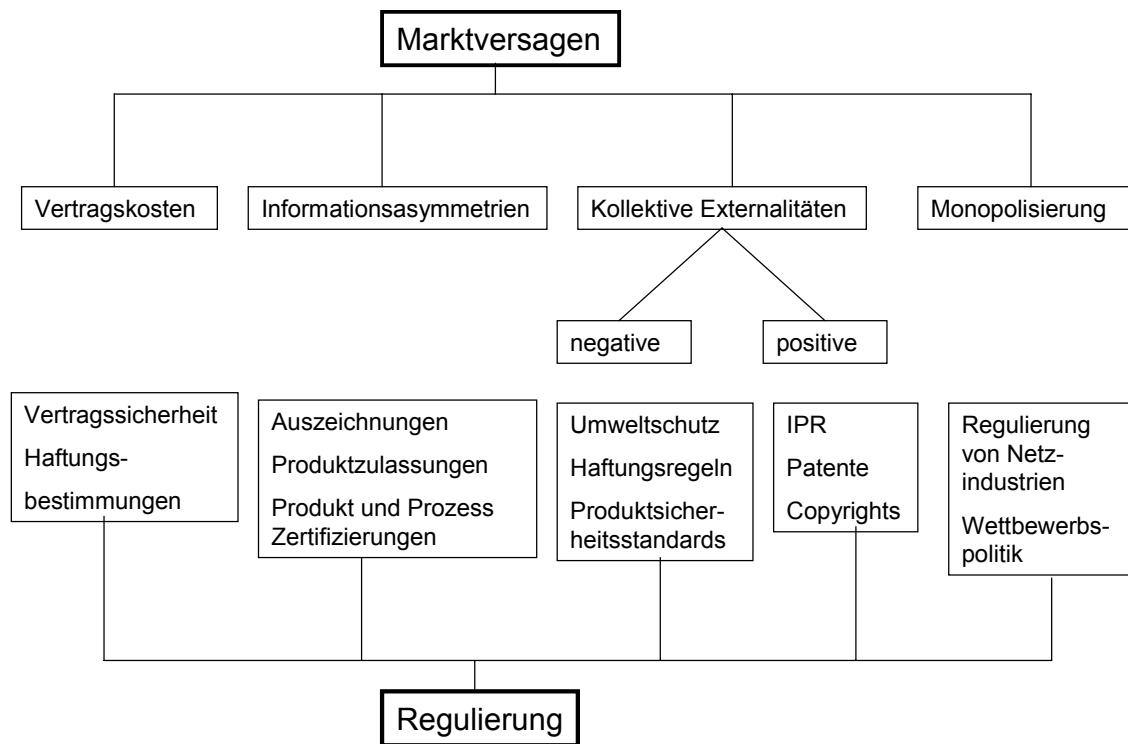 Marktversagen
Vertragskosten
Informationsasymmetrien
Kollektive Externalitäten
Monopolisierung
negative
positive
Vertragssicherheit
Haftungs-
bestimmungen
Auszeichnungen
Produktzulassungen
Produkt und Prozess
Zertifizierungen
Umweltschutz
Haftungsregeln
Produktsicher-
heitsstandards
IPR
Patente
Copyrights
Regulierung
von Netz-
industrien
Wettbewerbs-
politik
Regulierung